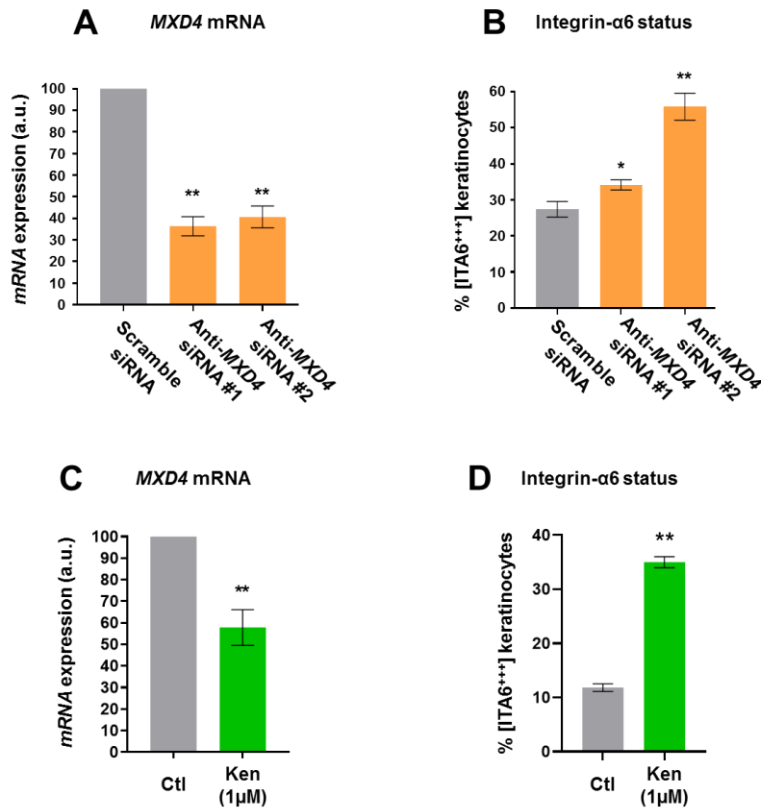 A
MXD4 mRNA
mRNA expression (a.u.)
100
90
80
70
60
50
40
30
20
10
0
**
**
Scramble
siRNA
Anti-MXD4
siRNA #1
Anti-MXD4
siRNA #2
B
Integrin-α6 status
% [ITA6+++] keratinocytes
60
50
40
30
20
10
0
*
**
Scramble
siRNA
Anti-MXD4
siRNA #1
Anti-MXD4
siRNA #2
C
MXD4 mRNA
mRNA expression (a.u.)
100
90
80
70
60
50
40
30
20
10
0
**
Ctl
Ken
(1µM)
D
Integrin-α6 status
% [ITA6+++] keratinocytes
40
30
20
10
0
**
Ctl
Ken
(1µM)